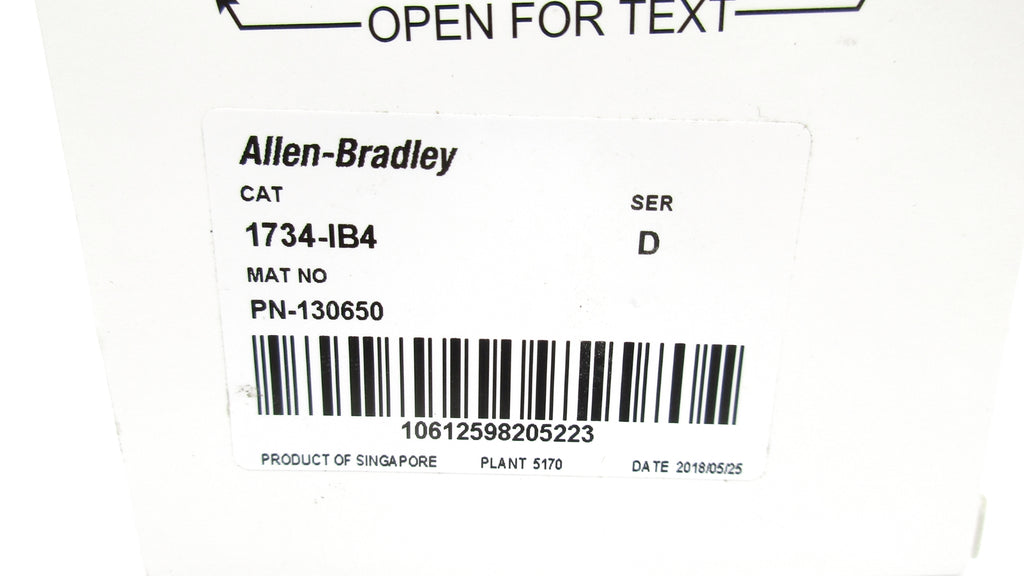 OPEN FOR TEXT
Allen-Bradley
CAT
SER
1734-IB4
D
MAT NO
PN-130650
10612598205223
PRODUCT OF SINGAPORE PLANT 5170 DATE 2018/05/25